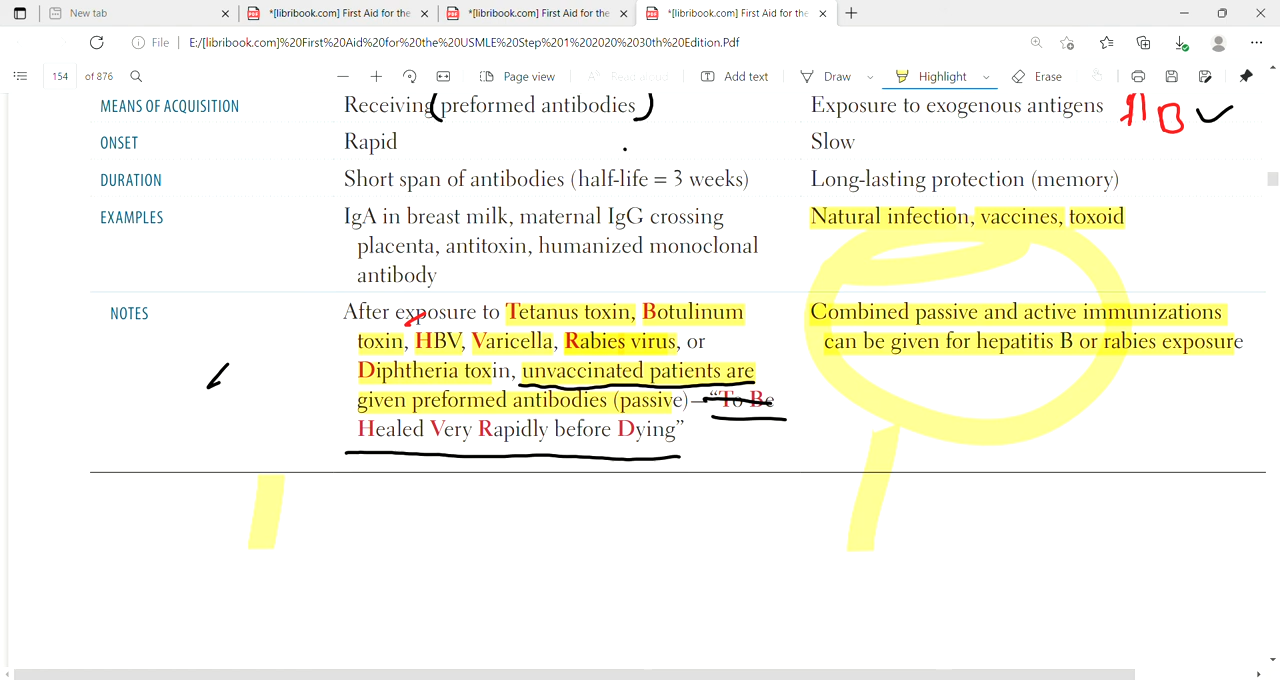 New tab
*[libribook.com] First Aid for the
*[libribook.com] First Aid for the
*[libribook.com] First Aid for the
File
E:/[libribook.com]%20First%20Aid%20for%20the%20USMLE%20Step%201%202020%2030th%20Edition.Pdf
154 of 876
Page view
Read aloud
Add text
Draw
Highlight
Erase
MEANS OF ACQUISITION
Receiving preformed antibodies
Exposure to exogenous antigens
HB
ONSET
Rapid
Slow
DURATION
Short span of antibodies (half-life = 3 weeks)
Long-lasting protection (memory)
EXAMPLES
IgA in breast milk, maternal IgG crossing
placenta, antitoxin, humanized monoclonal
antibody
Natural infection, vaccines, toxoid
NOTES
After exposure to Tetanus toxin, Botulinum
toxin, HBV, Varicella, Rabies virus, or
Diphtheria toxin, unvaccinated patients are
given preformed antibodies (passive)—“To Be
Healed Very Rapidly before Dying”
Combined passive and active immunizations
can be given for hepatitis B or rabies exposure